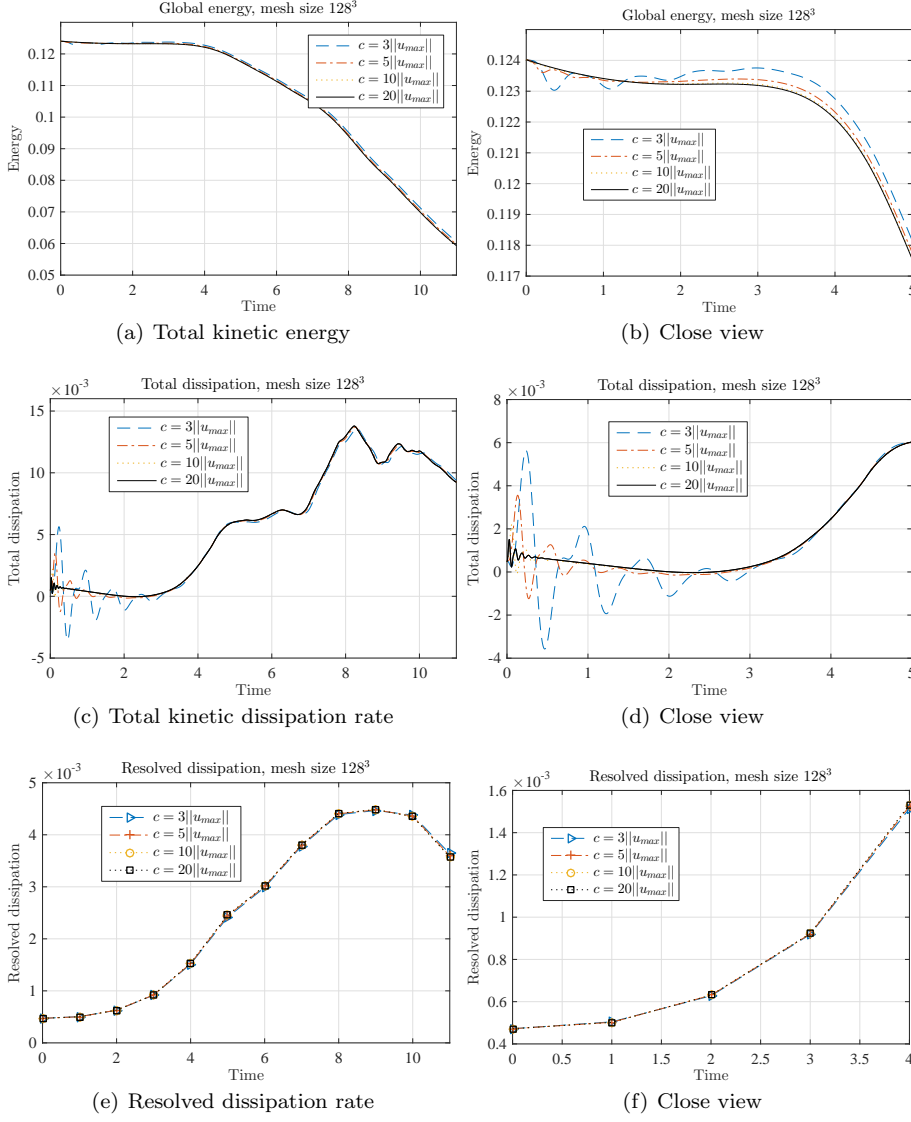 Global energy, mesh size 128³
0.13
0.12
0.11
0.1
0.09
0.08
0.07
0.06
0.05
Energy
0 2 4 6 8 10
Time
c = 3||u_max||
c = 5||u_max||
c = 10||u_max||
c = 20||u_max||
(a) Total kinetic energy
Global energy, mesh size 128³
0.125
0.124
0.123
0.122
0.121
0.12
0.119
0.118
0.117
Energy
0 1 2 3 4 5
Time
c = 3||u_max||
c = 5||u_max||
c = 10||u_max||
c = 20||u_max||
(b) Close view
×10⁻³
Total dissipation, mesh size 128³
15
10
5
0
-5
Total dissipation
0 2 4 6 8 10
Time
c = 3||u_max||
c = 5||u_max||
c = 10||u_max||
c = 20||u_max||
(c) Total kinetic dissipation rate
×10⁻³
Total dissipation, mesh size 128³
8
6
4
2
0
-2
-4
Total dissipation
0 1 2 3 4 5
Time
c = 3||u_max||
c = 5||u_max||
c = 10||u_max||
c = 20||u_max||
(d) Close view
×10⁻³
Resolved dissipation, mesh size 128³
5
4
3
2
1
0
Resolved dissipation
0 2 4 6 8 10
Time
c = 3||u_max||
c = 5||u_max||
c = 10||u_max||
c = 20||u_max||
(e) Resolved dissipation rate
×10⁻³
Resolved dissipation, mesh size 128³
1.6
1.4
1.2
1
0.8
0.6
0.4
Resolved dissipation
0 0.5 1 1.5 2 2.5 3 3.5 4
Time
c = 3||u_max||
c = 5||u_max||
c = 10||u_max||
c = 20||u_max||
(f) Close view